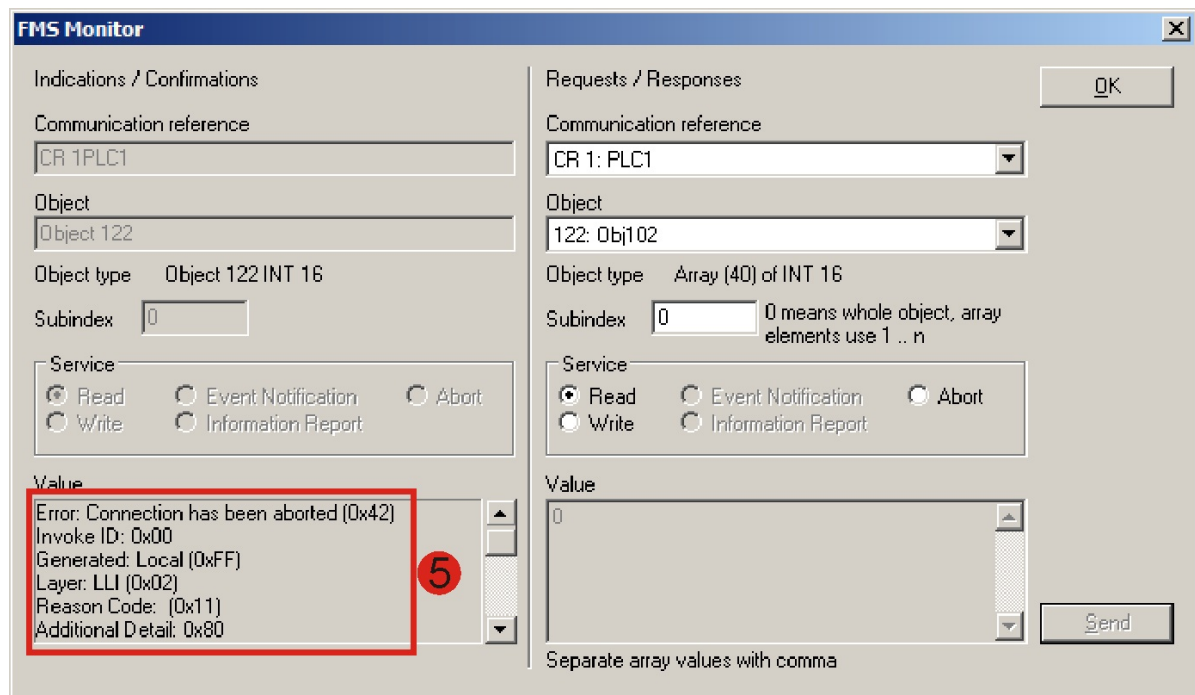 FMS Monitor
Indications / Confirmations
Communication reference
CR 1PLC1
Object
Object 122
Object type Object 122 INT 16
Subindex 0
Service
Read Event Notification Abort
Write Information Report
Value
Error: Connection has been aborted (0x42)
Invoke ID: 0x00
Generated: Local (0xFF)
Layer: LLI (0x02)
Reason Code: (0x11)
Additional Detail: 0x80
5
Requests / Responses
Communication reference
CR 1: PLC1
Object
122: Obj102
Object type Array (40) of INT 16
Subindex 0 0 means whole object, array
elements use 1 .. n
Service
Read Event Notification Abort
Write Information Report
Value
0
Separate array values with comma
OK
Send